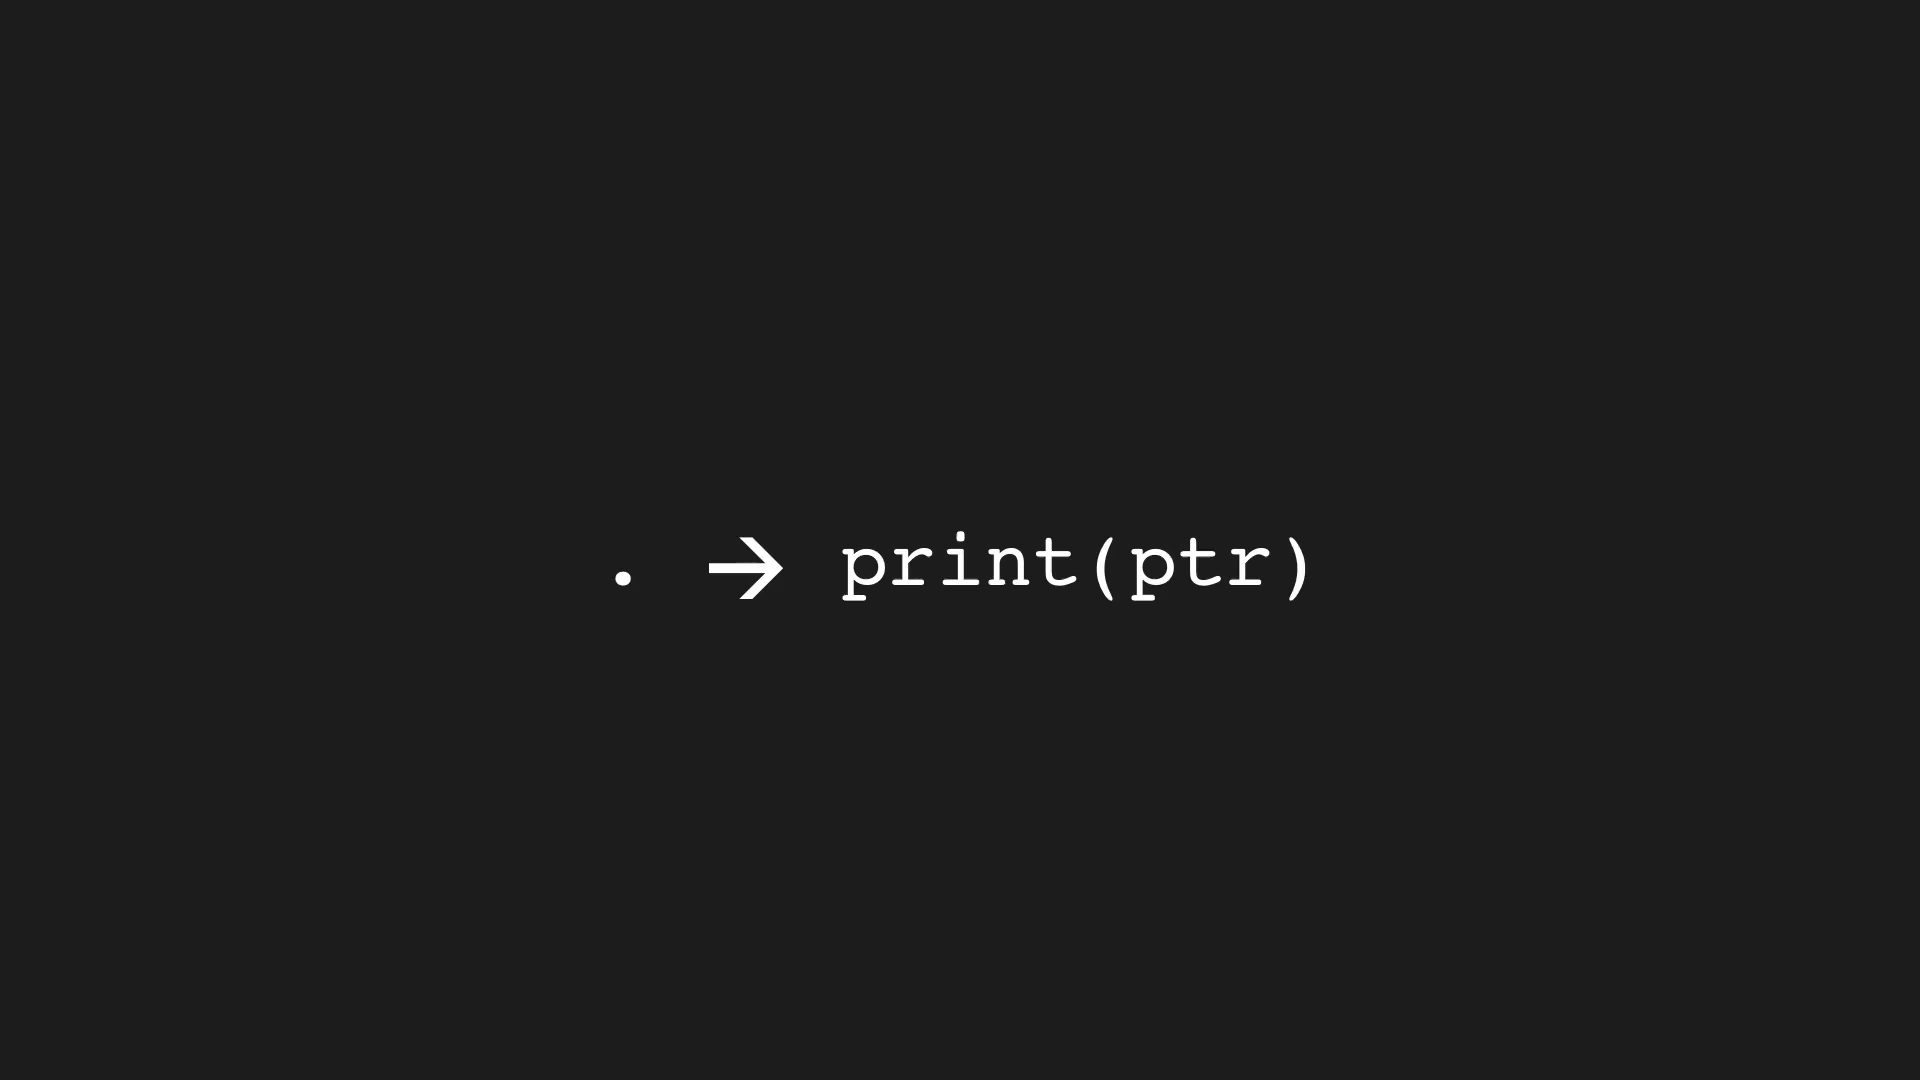 . → print(ptr)